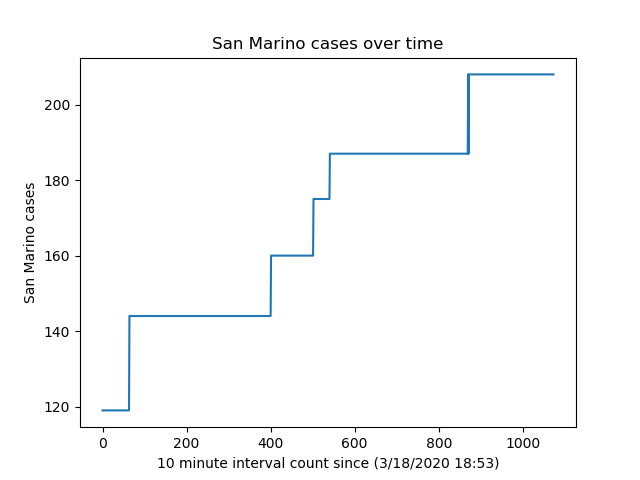 San Marino cases over time
San Marino cases
200
180
160
140
120
0 200 400 600 800 1000
10 minute interval count since (3/18/2020 18:53)